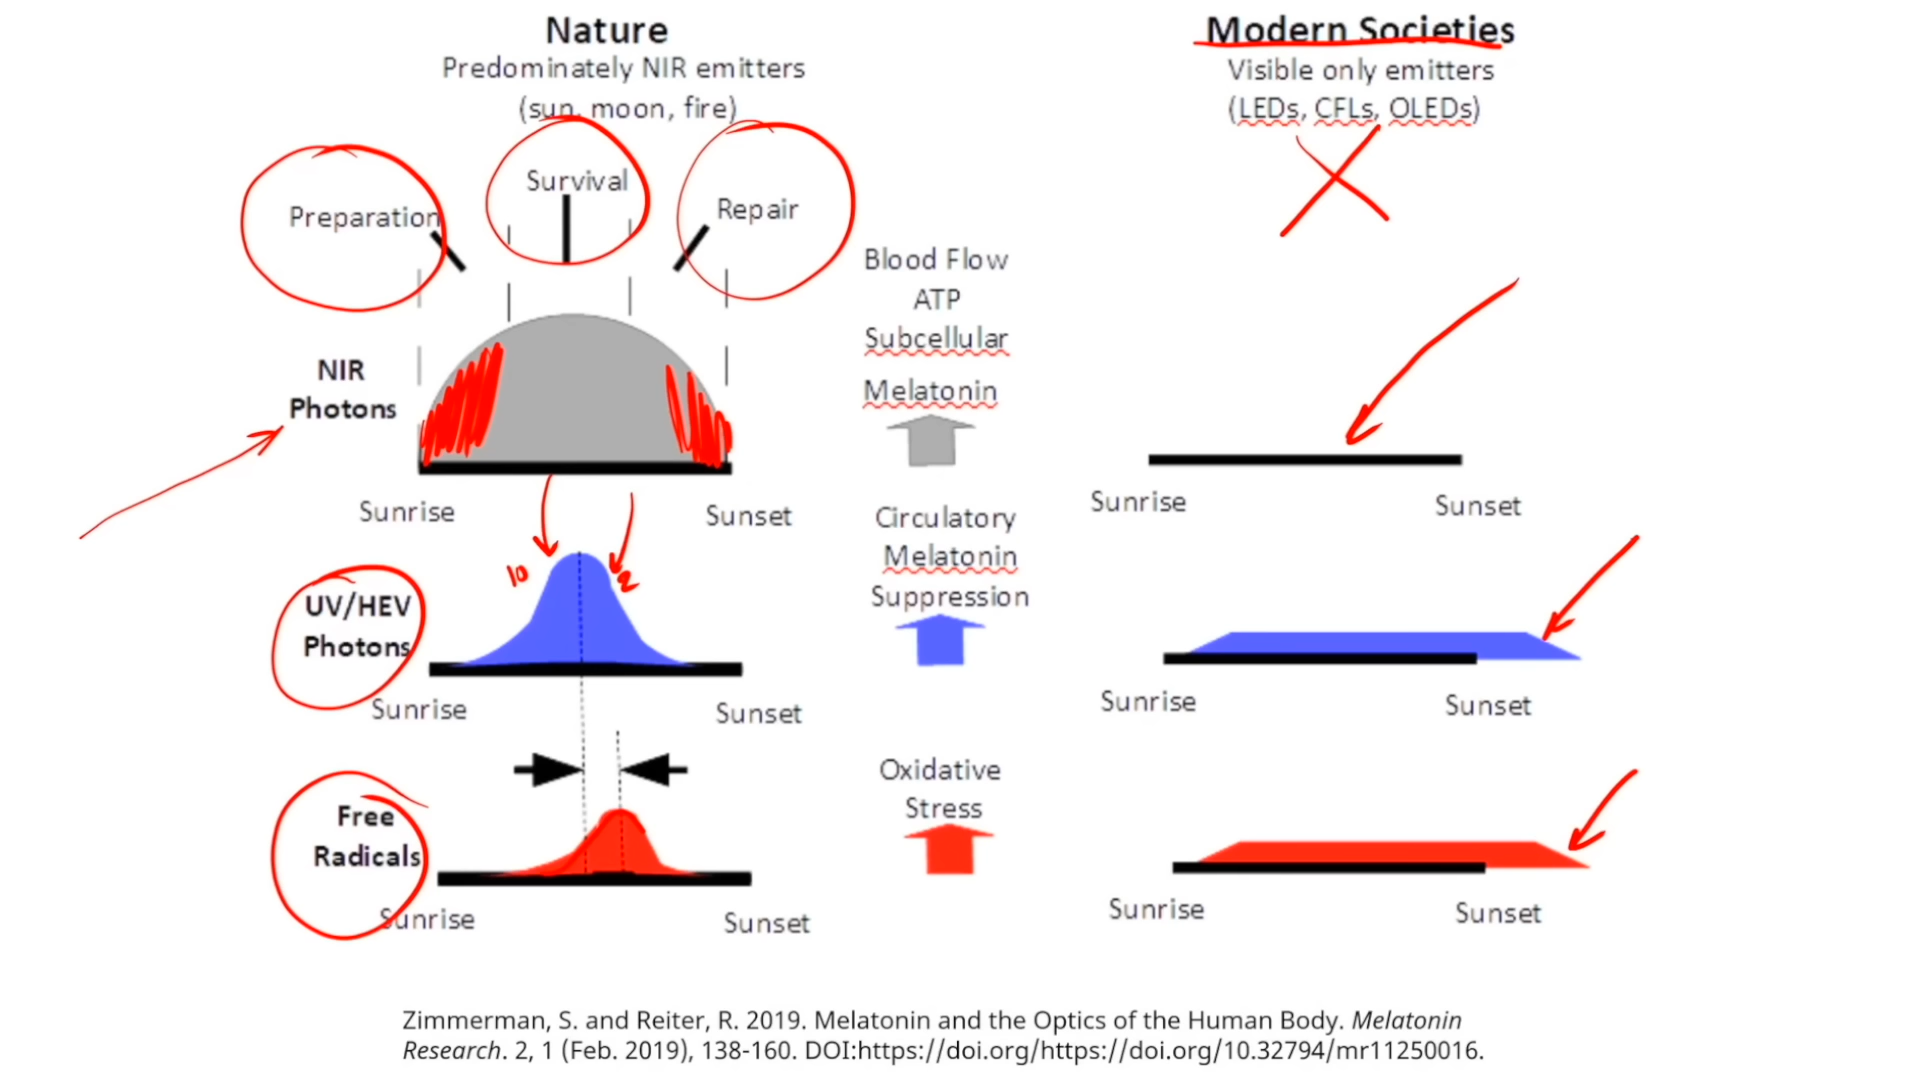 Nature
Predominately NIR emitters
(sun, moon, fire)
Preparation
Survival
Repair
NIR
Photons
Sunrise
Sunset
10
2
UV/HEV
Photons
Sunrise
Sunset
Free
Radicals
Sunrise
Sunset
Blood Flow
ATP
Subcellular
Melatonin
Circulatory
Melatonin
Suppression
Oxidative
Stress
Modern Societies
Visible only emitters
(LEDs, CFLs, OLEDs)
Sunrise
Sunset
Sunrise
Sunset
Sunrise
Sunset
Zimmerman, S. and Reiter, R. 2019. Melatonin and the Optics of the Human Body. Melatonin
Research. 2, 1 (Feb. 2019), 138-160. DOI:https://doi.org/https://doi.org/10.32794/mr11250016.